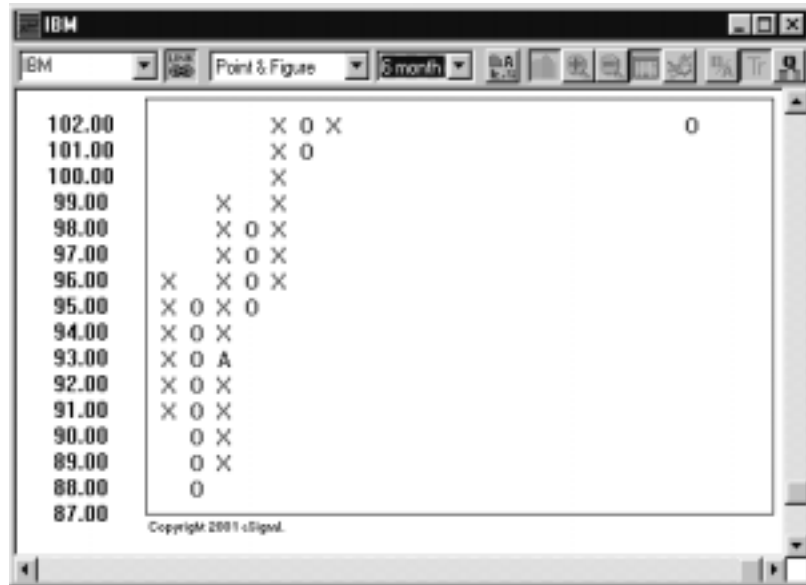 IBM
IBM Point & Figure 6 month
102.00 X O X O
101.00 X O
100.00 X
99.00 X X
98.00 X O X
97.00 X O X
96.00 X X O X
95.00 X O X O
94.00 X O X
93.00 X O A
92.00 X O X
91.00 X O X
90.00 O X
89.00 O X
88.00 O
87.00
Copyright 2001 eSignal.